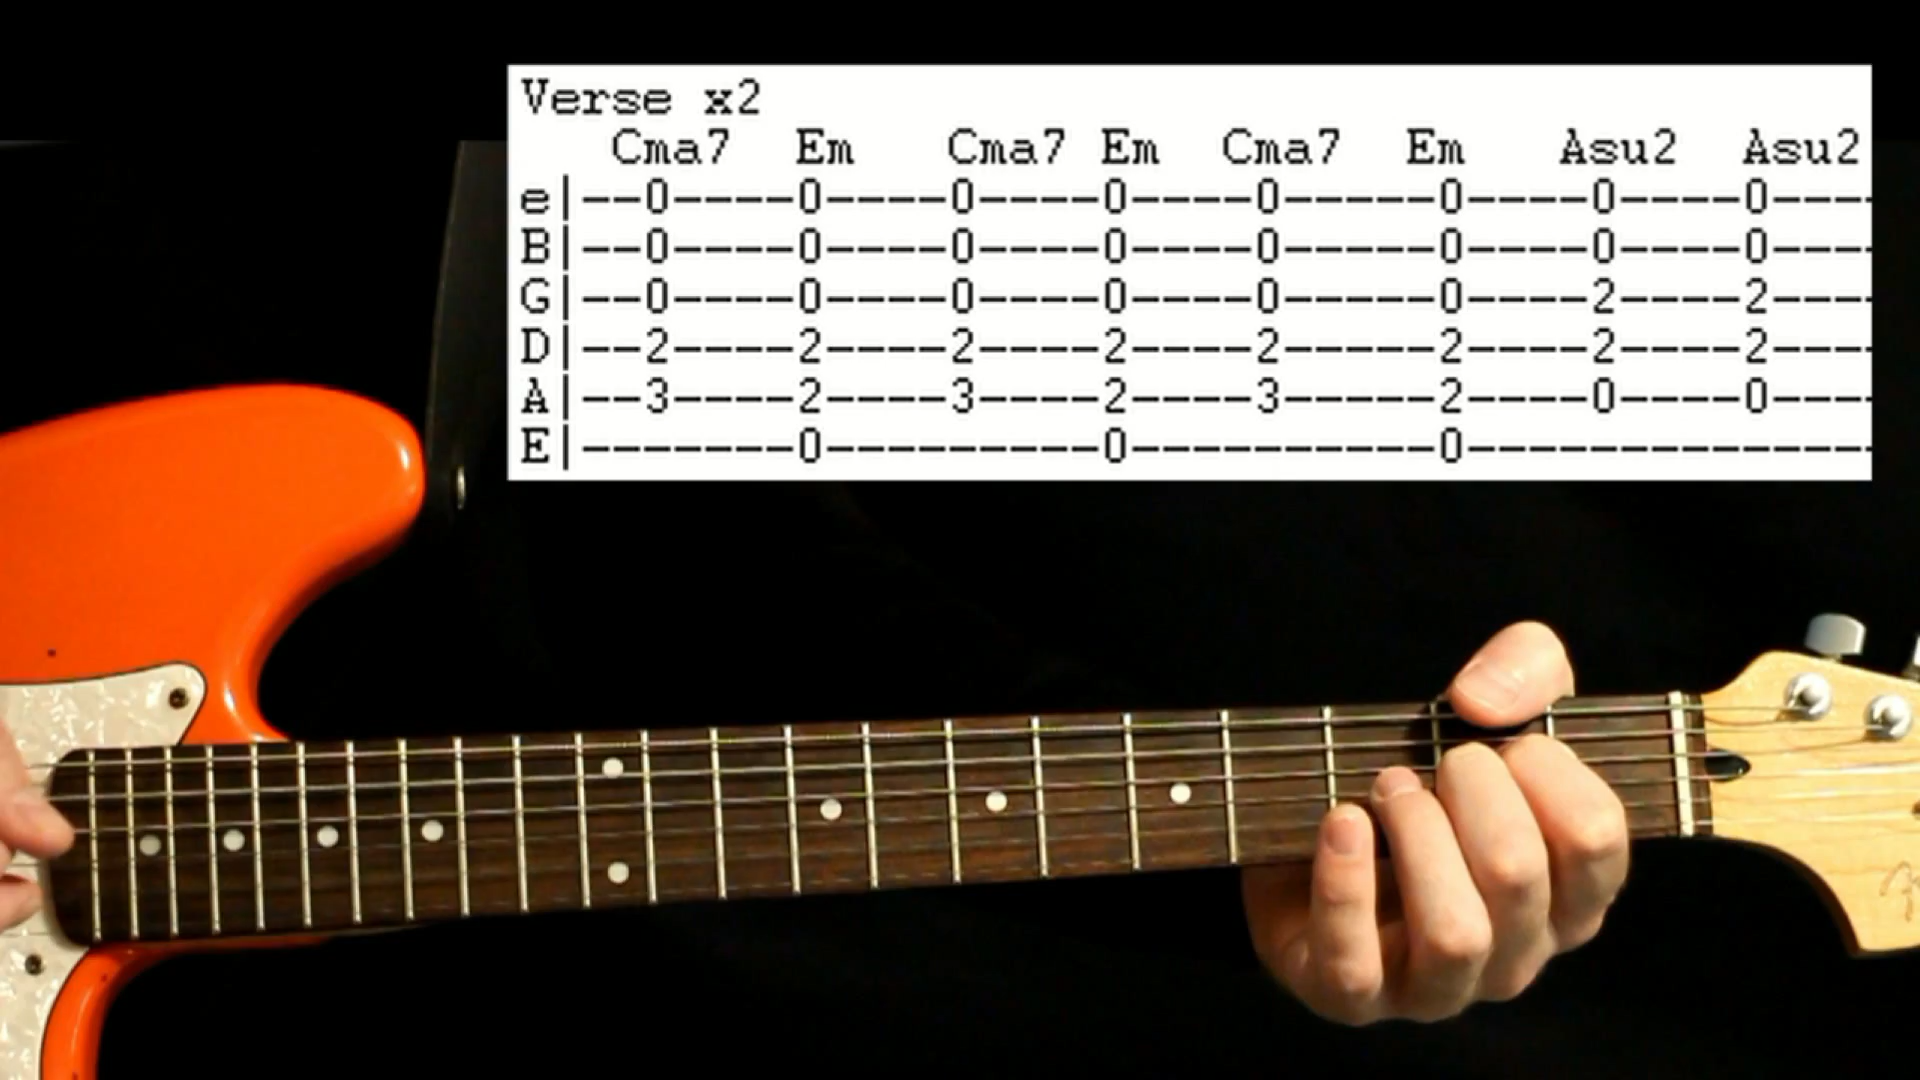 Verse x2
Cma7 Em Cma7 Em Cma7 Em Asu2 Asu2
e|--0----0----0----0----0-----0----0----0----
B|--0----0----0----0----0-----0----0----0----
G|--0----0----0----0----0-----0----2----2----
D|--2----2----2----2----2-----2----2----2----
A|--3----2----3----2----3-----2----0----0----
E|-------0---------0----------0--------------